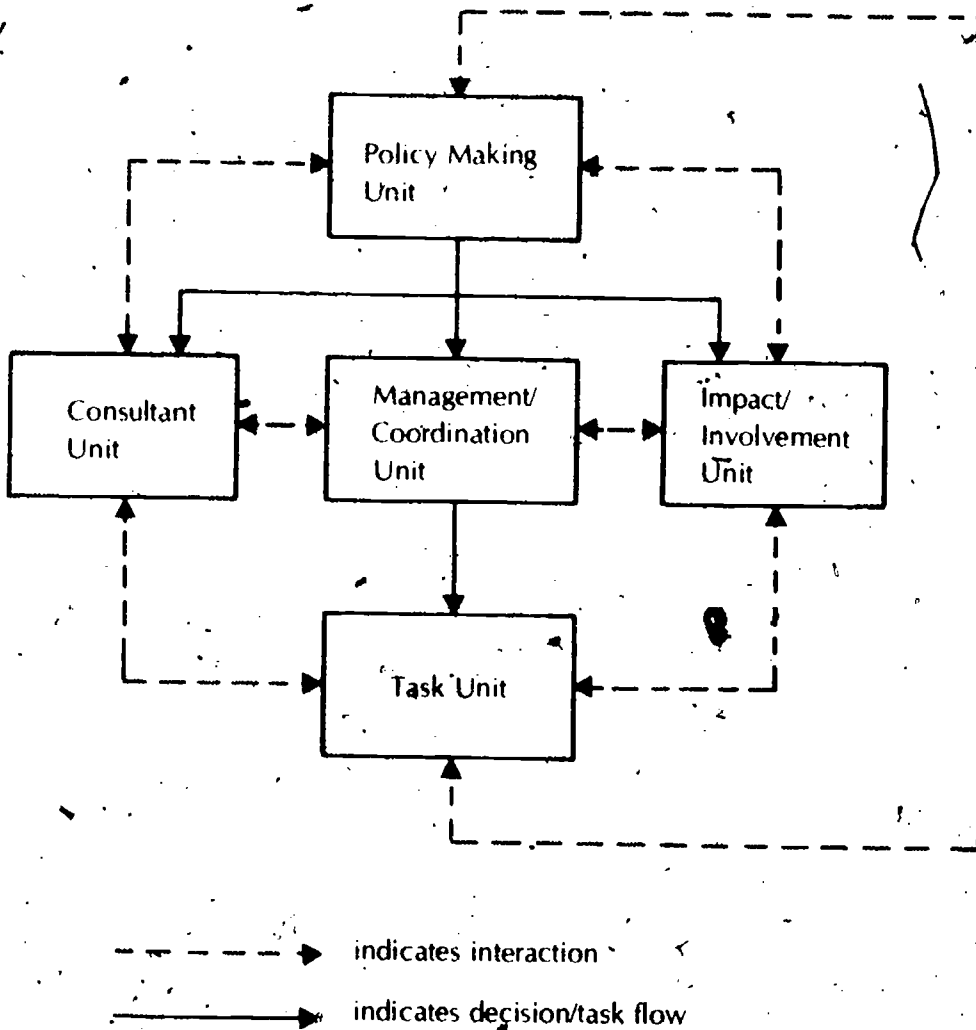 Policy Making
Unit
Consultant
Unit
Management/
Coordination
Unit
Impact/
Involvement
Unit
Task Unit
indicates interaction
indicates decision/task flow